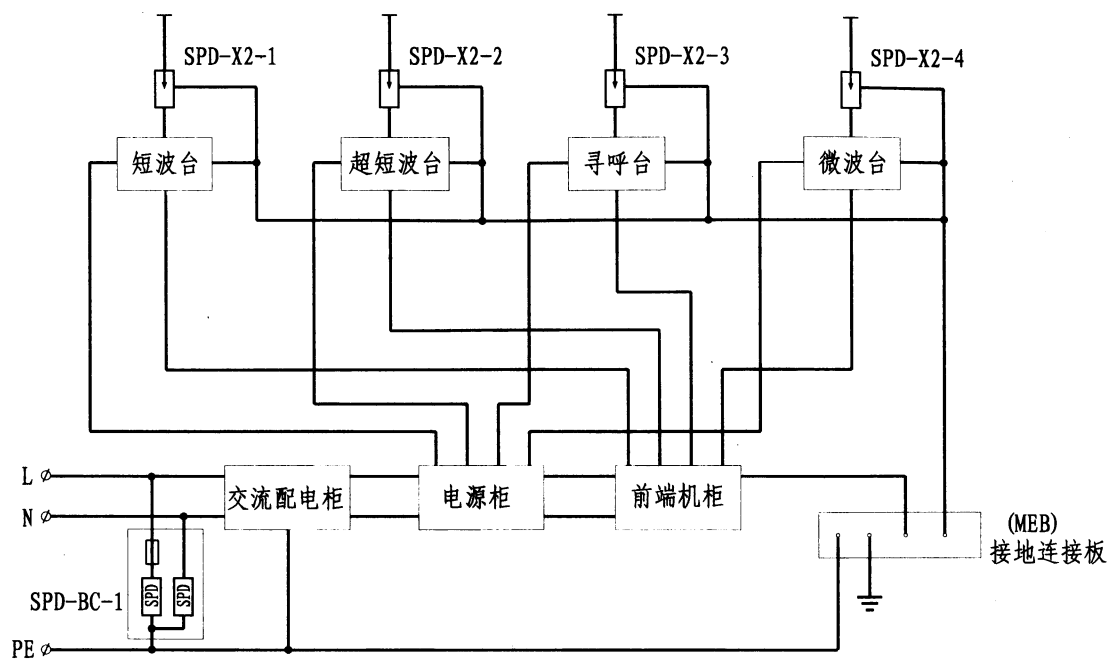 SPD-X2-1
SPD-X2-2
SPD-X2-3
SPD-X2-4
短波台
超短波台
寻呼台
微波台
L
交流配电柜
电源柜
前端机柜
N
(MEB)
接地连接板
SPD
SPD
SPD-BC-1
PE